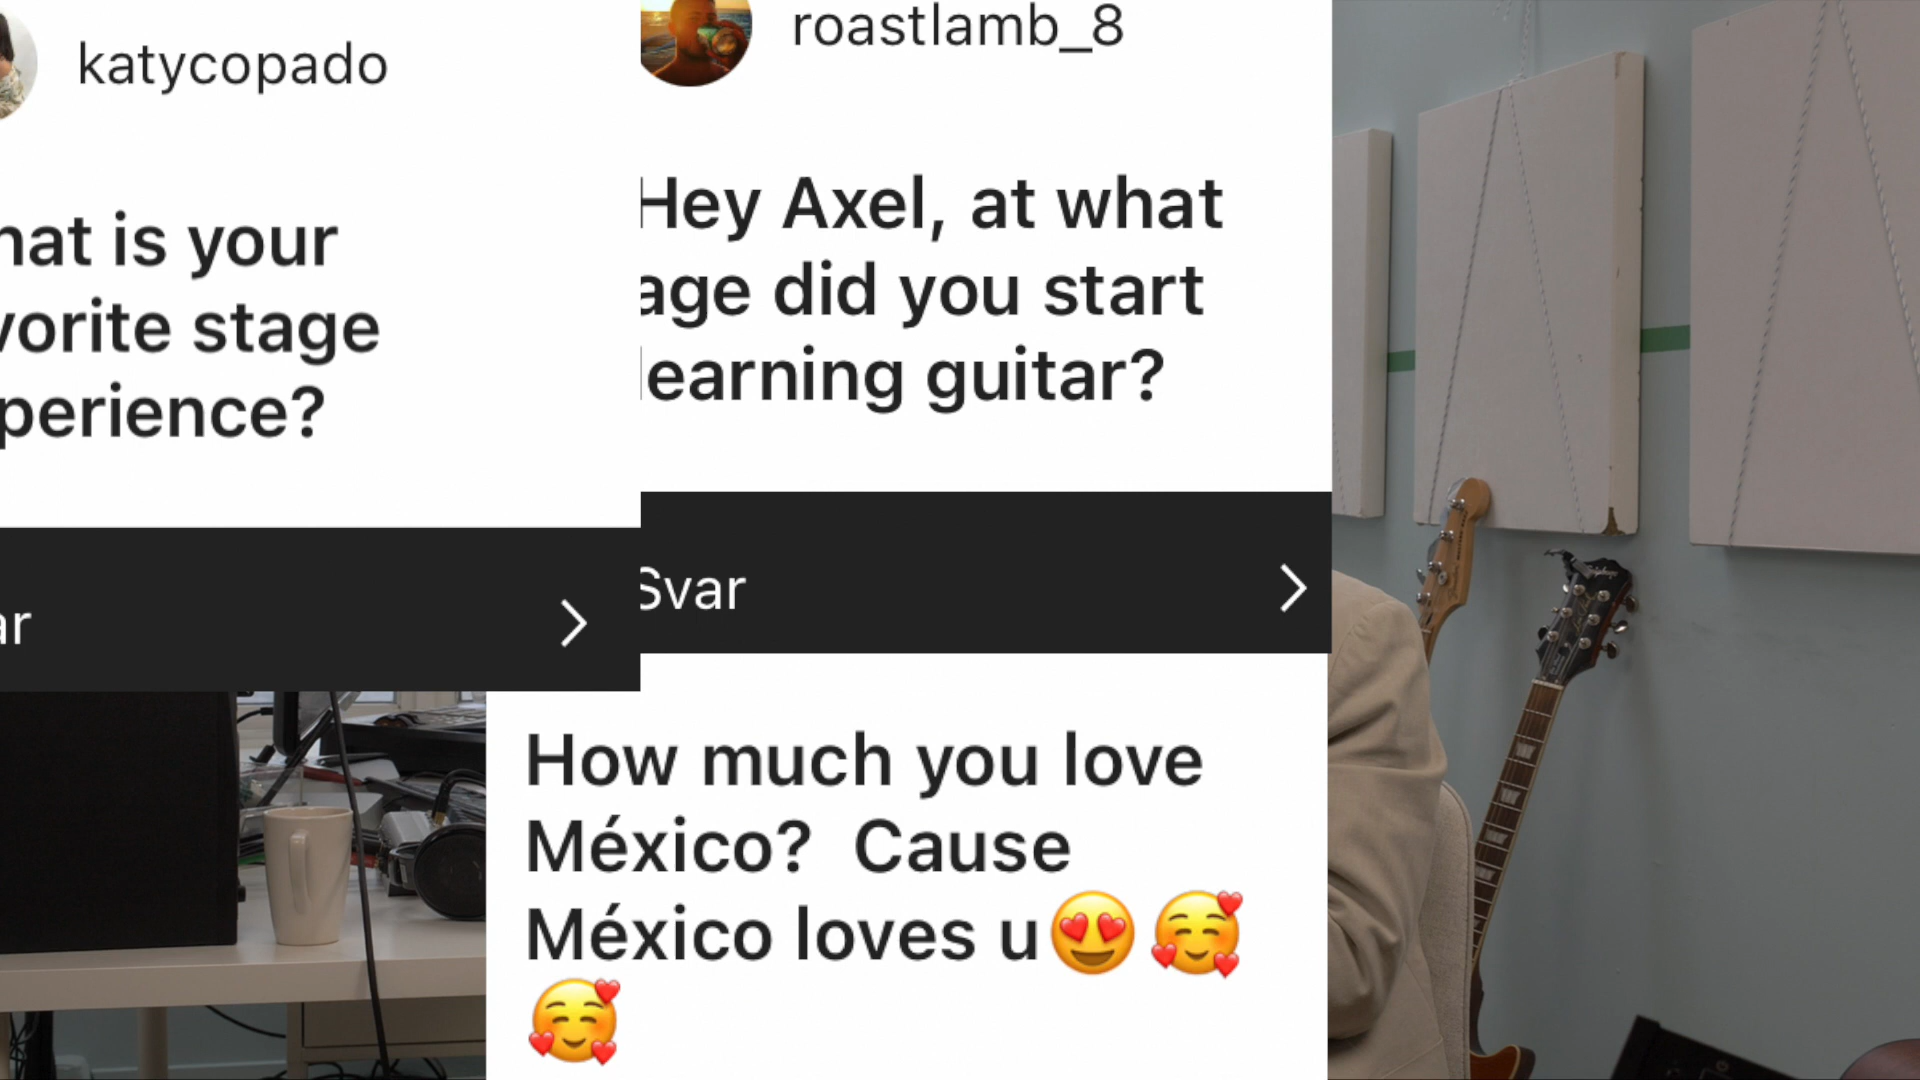 katycopado
hat is your
vorite stage
perience?
ar
roastlamb_8
Hey Axel, at what
age did you start
learning guitar?
Svar
How much you love
México? Cause
México loves u😍🥰
🥰
Epiphone